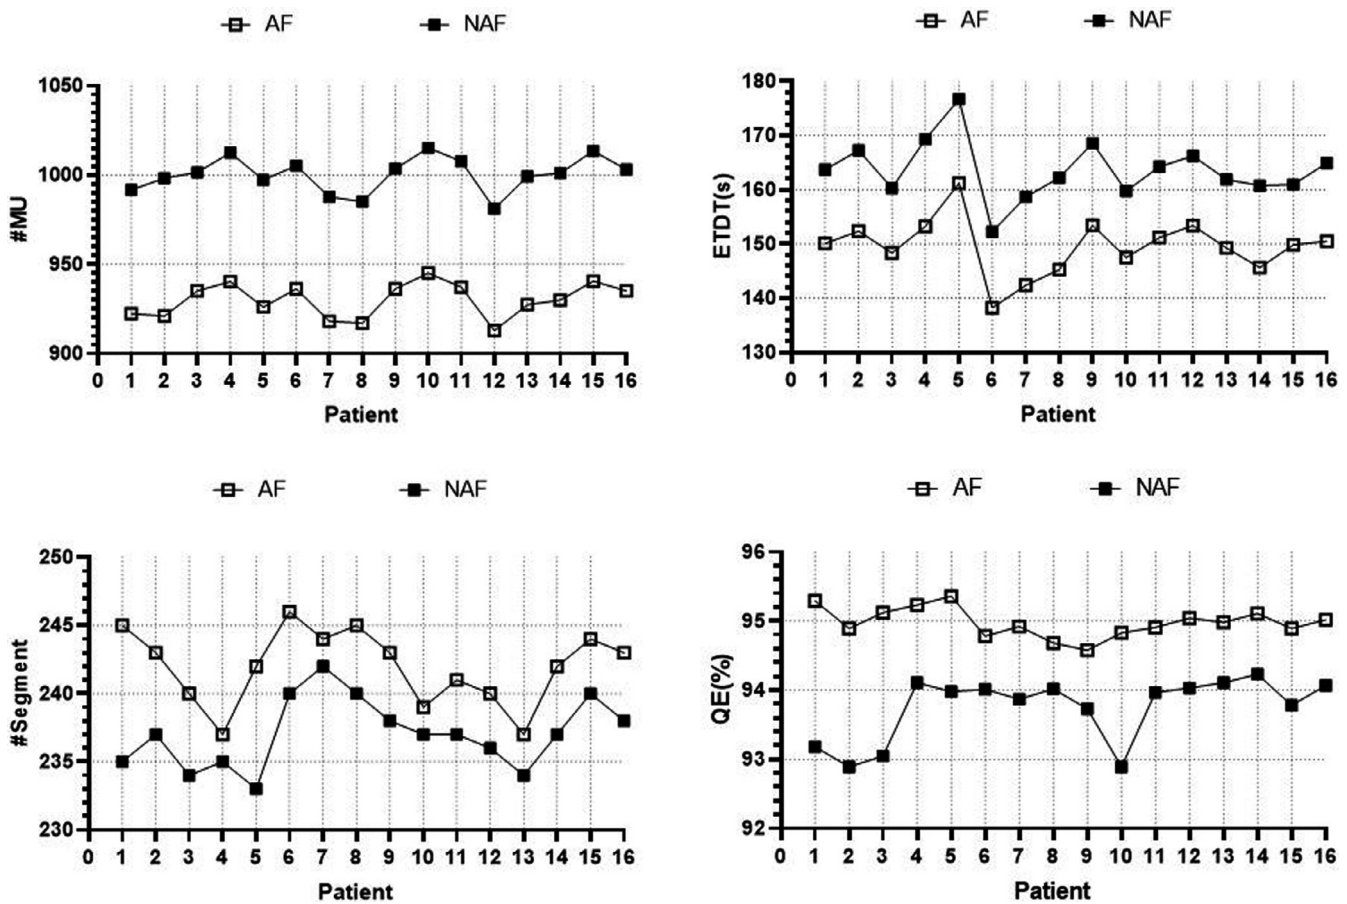 AF NAF
1050
1000
950
900
#MU
0 1 2 3 4 5 6 7 8 9 10 11 12 13 14 15 16
Patient
AF NAF
180
170
160
150
140
130
ETDT(s)
0 1 2 3 4 5 6 7 8 9 10 11 12 13 14 15 16
Patient
AF NAF
250
245
240
235
230
#Segment
0 1 2 3 4 5 6 7 8 9 10 11 12 13 14 15 16
Patient
AF NAF
96
95
94
93
92
QE(%)
0 1 2 3 4 5 6 7 8 9 10 11 12 13 14 15 16
Patient